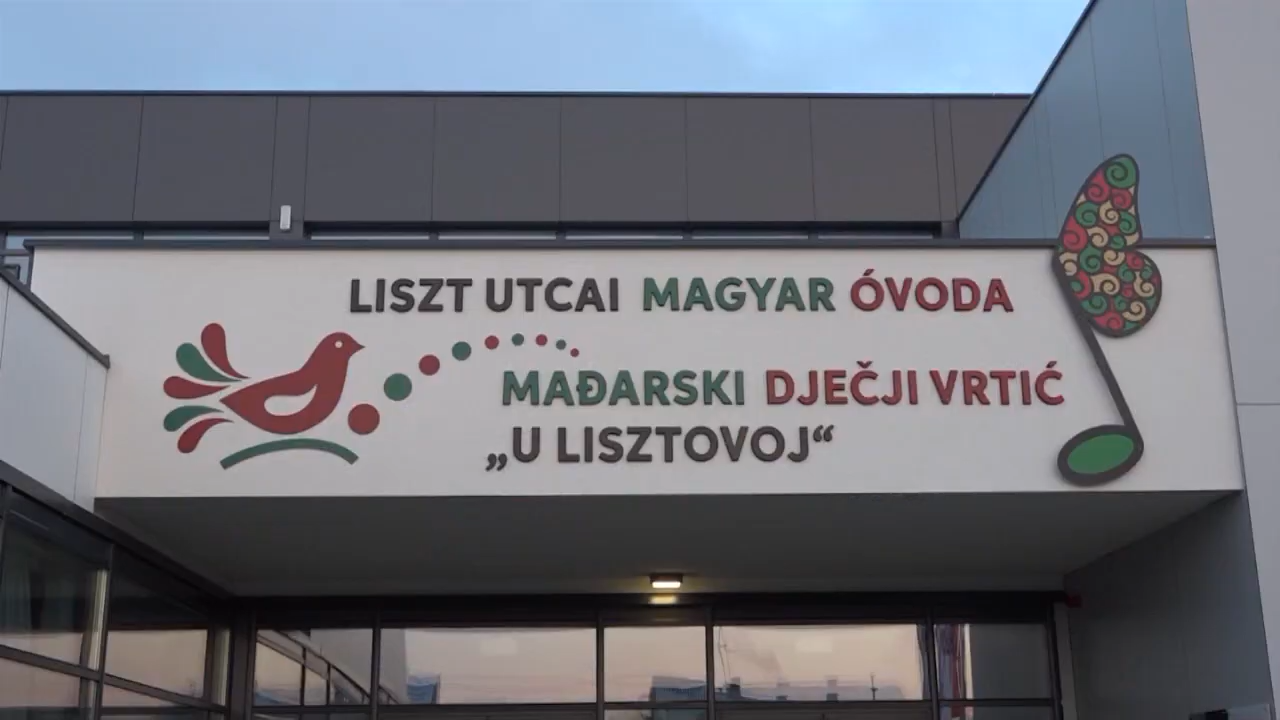 LISZT UTCAI MAGYAR ÓVODA
MAĐARSKI DJEČJI VRTIĆ
„U LISZTOVOJ“